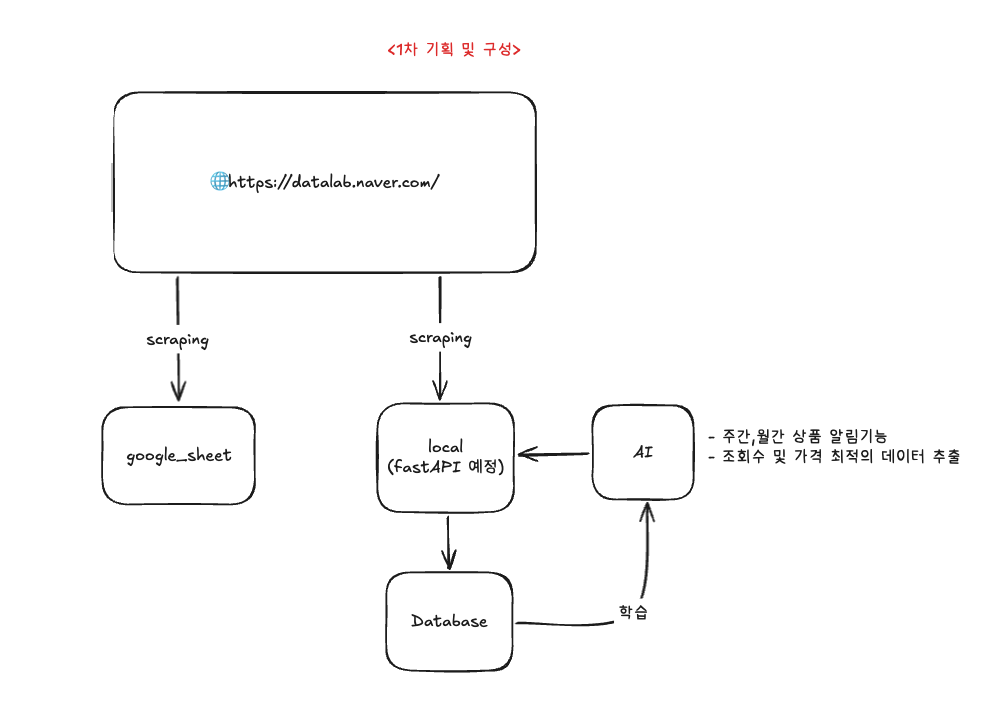 <1차 기획 및 구성>
🌐https://datalab.naver.com/
scraping
scraping
google_sheet
local
(fastAPI 예정)
AI
- 주간,월간 상품 알림기능
- 조회수 및 가격 최적의 데이터 추출
Database
학습